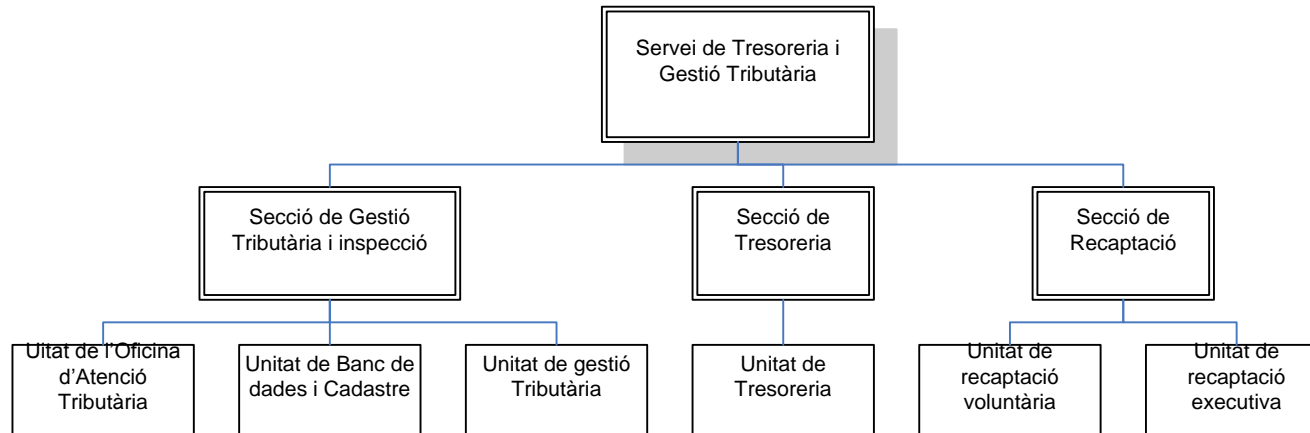 Servei de Tresoreria i
Gestió Tributària
Secció de Gestió
Tributària i inspecció
Secció de
Tresoreria
Secció de
Recaptació
Uitat de l’Oficina
d’Atenció
Tributària
Unitat de Banc de
dades i Cadastre
Unitat de gestió
Tributària
Unitat de
Tresoreria
Unitat de
recaptació
voluntària
Unitat de
recaptació
executiva